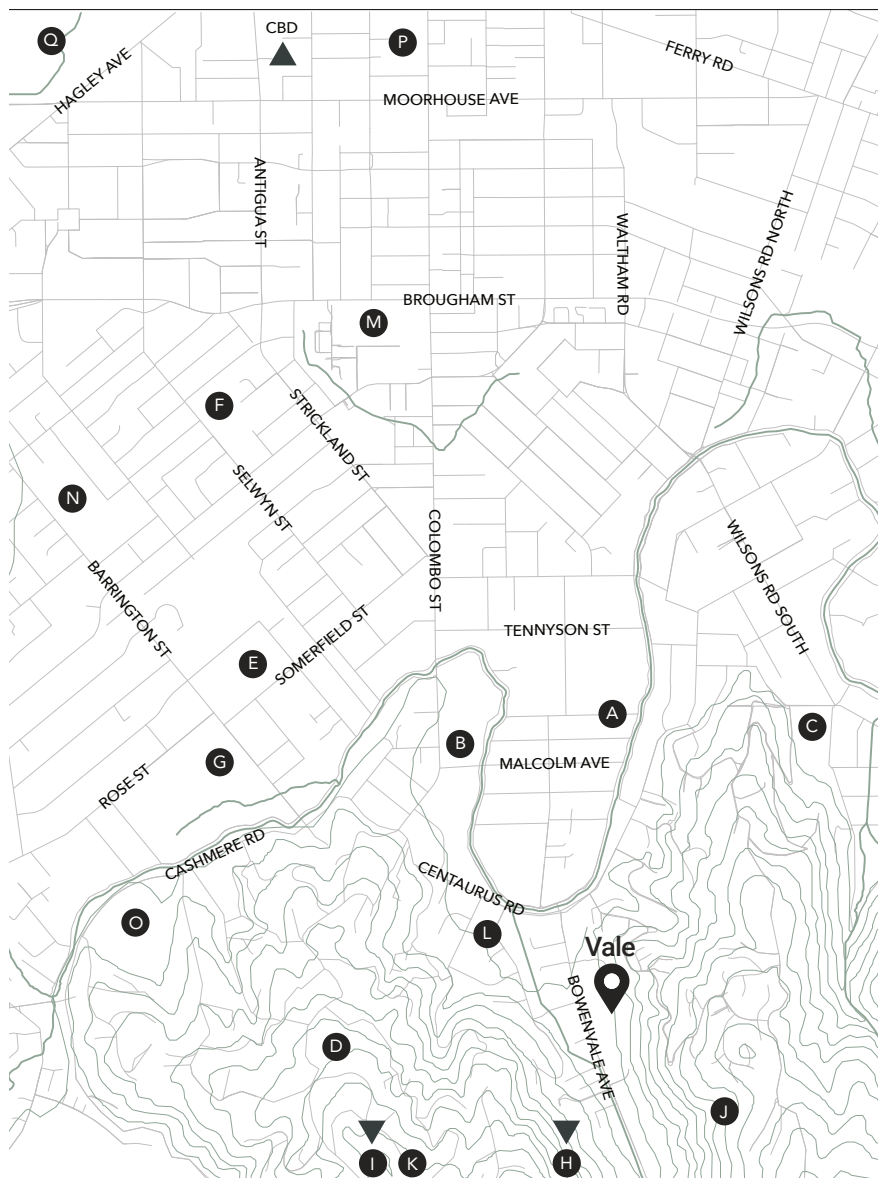 Q
CBD
P
HAGLEY AVE
FERRY RD
MOORHOUSE AVE
ANTIGUA ST
WALTHAM RD
WILSONS RD NORTH
BROUGHAM ST
M
F
STRICKLAND ST
N
SELWYN ST
COLOMBO ST
WILSONS RD SOUTH
BARRINGTON ST
SOMERFIELD ST
TENNYSON ST
E
A
C
B
G
MALCOLM AVE
ROSE ST
CASHMERE RD
CENTAURUS RD
O
L
Vale
BOWENVALE AVE
D
J
I
K
H